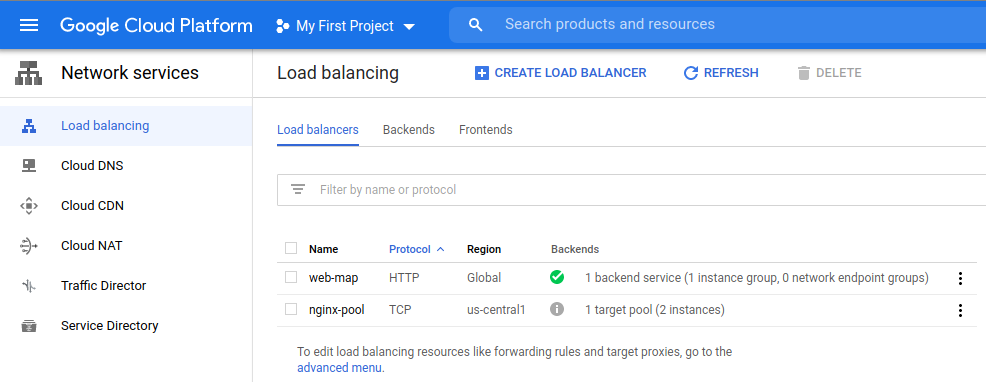 Google Cloud Platform My First Project Search products and resources
Network services Load balancing CREATE LOAD BALANCER REFRESH DELETE
Load balancing
Cloud DNS
Cloud CDN
Cloud NAT
Traffic Director
Service Directory
Load balancers Backends Frontends
Filter by name or protocol
Name Protocol Region Backends
web-map HTTP Global 1 backend service (1 instance group, 0 network endpoint groups)
nginx-pool TCP us-central1 1 target pool (2 instances)
To edit load balancing resources like forwarding rules and target proxies, go to the
advanced menu.